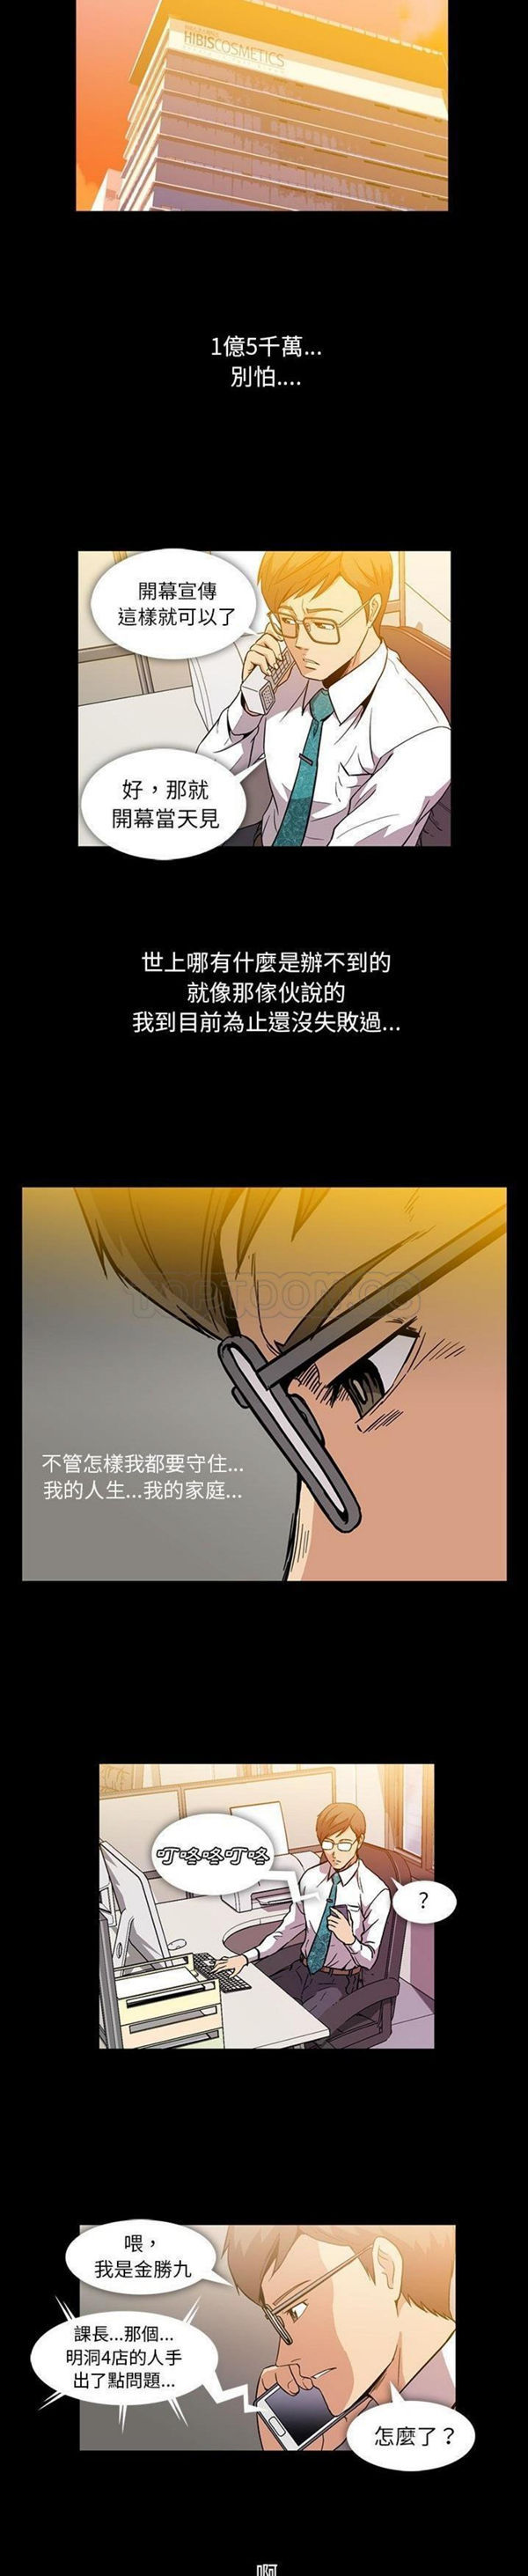 HIBISCOSMETICS
1億5千萬...
別怕....
開幕宣傳
這樣就可以了
好，那就
開幕當天見
世上哪有什麼是辦不到的
就像那傢伙說的
我到目前為止還沒失敗過...
TOPTOON.CO
不管怎樣我都要守住...
我的人生...我的家庭...
叮咚咚叮咚
?
喂，
我是金勝九
課長...那個...
明洞4店的人手
出了點問題...
怎麼了？
啊